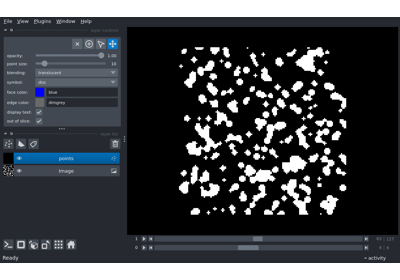 File View Plugins Window Help
opacity: 1.00
point size: 10
blending: translucent
symbol: disc
face color: blue
edge color: dimgrey
display text:
out of slice:
points
Image
1
0
Ready
activity